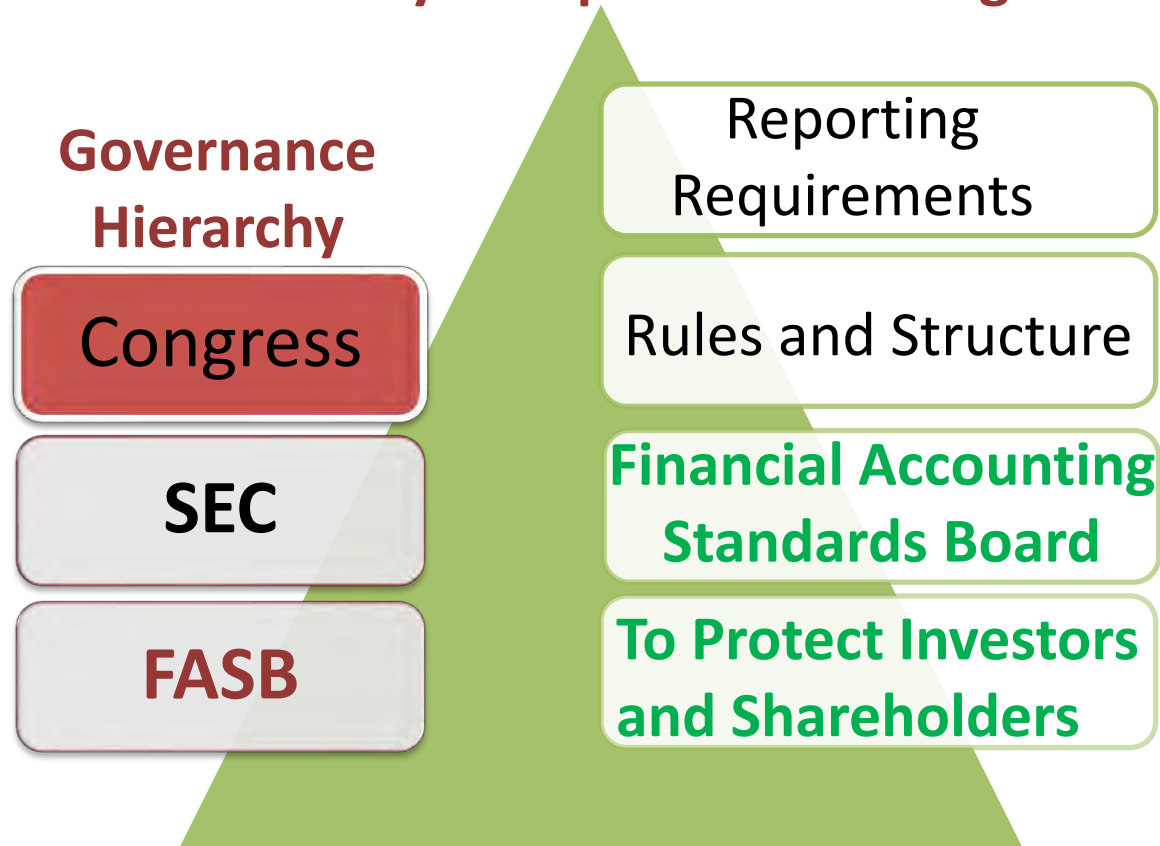 Governance
Hierarchy
Congress
SEC
FASB
Reporting
Requirements
Rules and Structure
Financial Accounting
Standards Board
To Protect Investors
and Shareholders